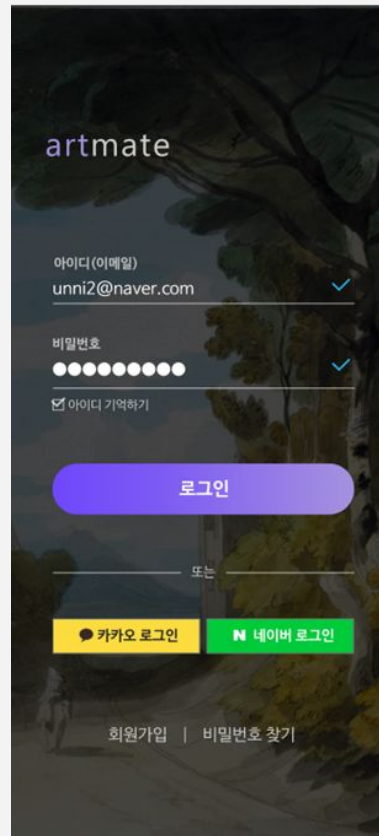 artmate
아이디(이메일)
unni2@naver.com
비밀번호
아이디 기억하기
로그인
또는
카카오 로그인
N 네이버 로그인
회원가입 | 비밀번호 찾기